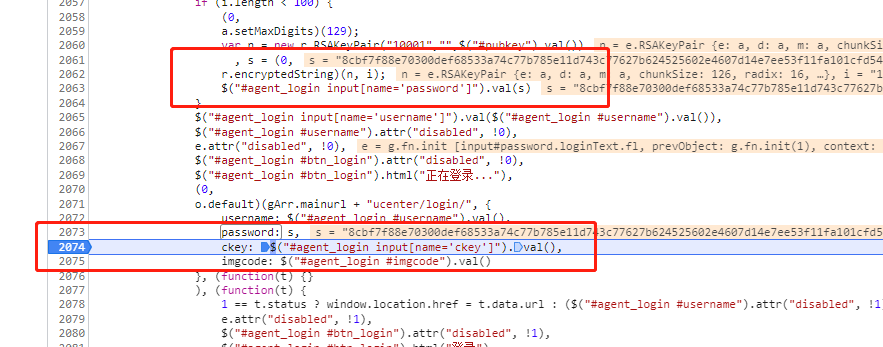 2057 if (i.length < 100) {
2058 (0,
2059 a.setMaxDigits)(129);
2060 var n = new r.RSAKeyPair("10001","",$("#pubkey").val()) n = e.RSAKeyPair {e: a, d: a, m: a, chunkSiz
2061 , s = (0, s = "8cbf7f88e70300def68533a74c77b785e11d743c77627b624525602e4607d14e7ee53f11fa101cfd54
2062 r.encryptedString)(n, i); n = e.RSAKeyPair {e: a, d: a, m: a, chunkSize: 126, radix: 16, …}, i = "1
2063 $("#agent_login input[name='password']").val(s) s = "8cbf7f88e70300def68533a74c77b785e11d743c77627b
2064 }
2065 $("#agent_login input[name='username']").val($("#agent_login #username").val()),
2066 $("#agent_login #username").attr("disabled", !0),
2067 e.attr("disabled", !0), e = g.fn.init [input#password.loginText.fl, prevObject: g.fn.init(1), context:
2068 $("#agent_login #btn_login").attr("disabled", !0),
2069 $("#agent_login #btn_login").html("正在登录..."),
2070 (0,
2071 o.default)(gArr.mainurl + "ucenter/login/", {
2072 username: $("#agent_login #username").val(),
2073 password: s, s = "8cbf7f88e70300def68533a74c77b785e11d743c77627b624525602e4607d14e7ee53f11fa101cfd5
2074 ckey: $("#agent_login input[name='ckey']").val(),
2075 imgcode: $("#agent_login #imgcode").val()
2076 }, (function(t) {}
2077 ), (function(t) {
2078 1 == t.status ? window.location.href = t.data.url : ($("#agent_login #username").attr("disabled", !1
2079 e.attr("disabled", !1),
2080 $("#agent_login #btn_login").attr("disabled", !1),
2081 $("#agent_login #btn_login").html("登录")